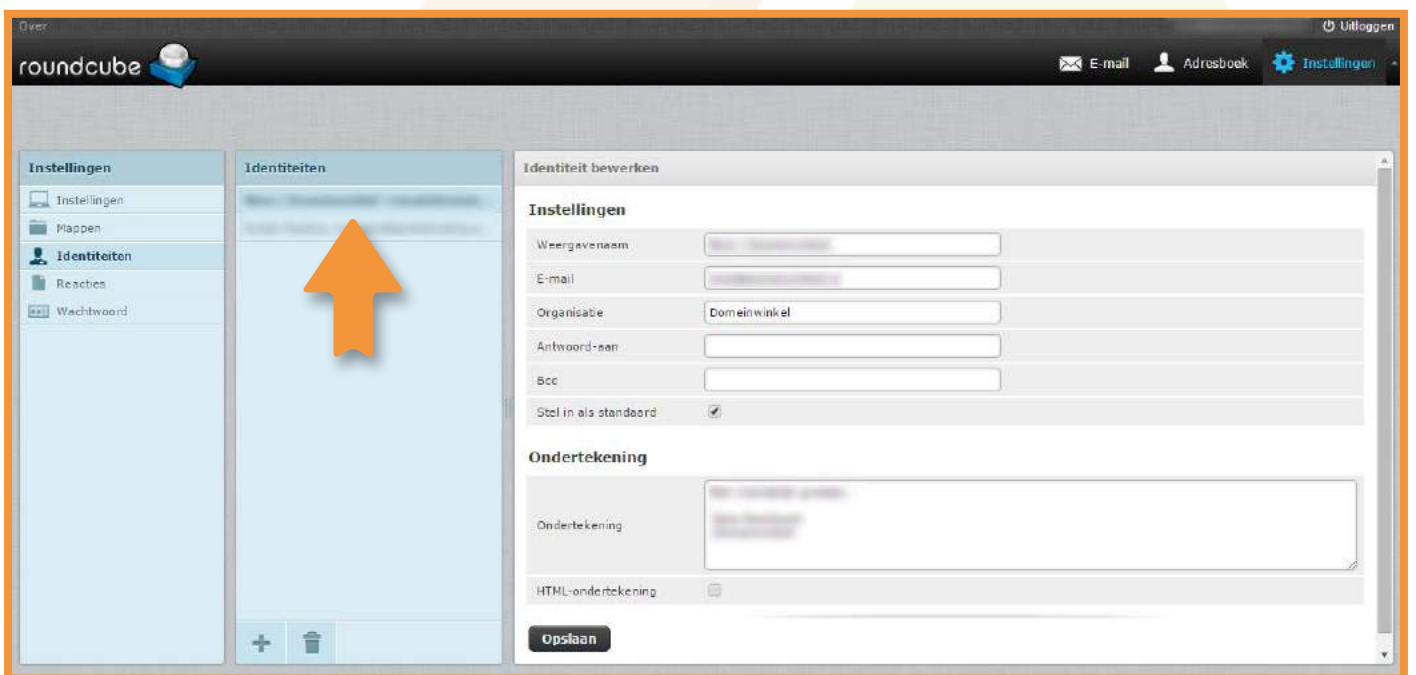 Over
Uitloggen
roundcube
E-mail
Adresboek
Instellingen
Instellingen
Instellingen
Mappen
Identiteiten
Reacties
Wachtwoord
Identiteiten
Identiteit bewerken
Instellingen
Weergavenaam
E-mail
Organisatie Domeinwinkel
Antwoord-aan
Bcc
Stel in als standaard
Ondertekening
Ondertekening
HTML-ondertekening
Opslaan